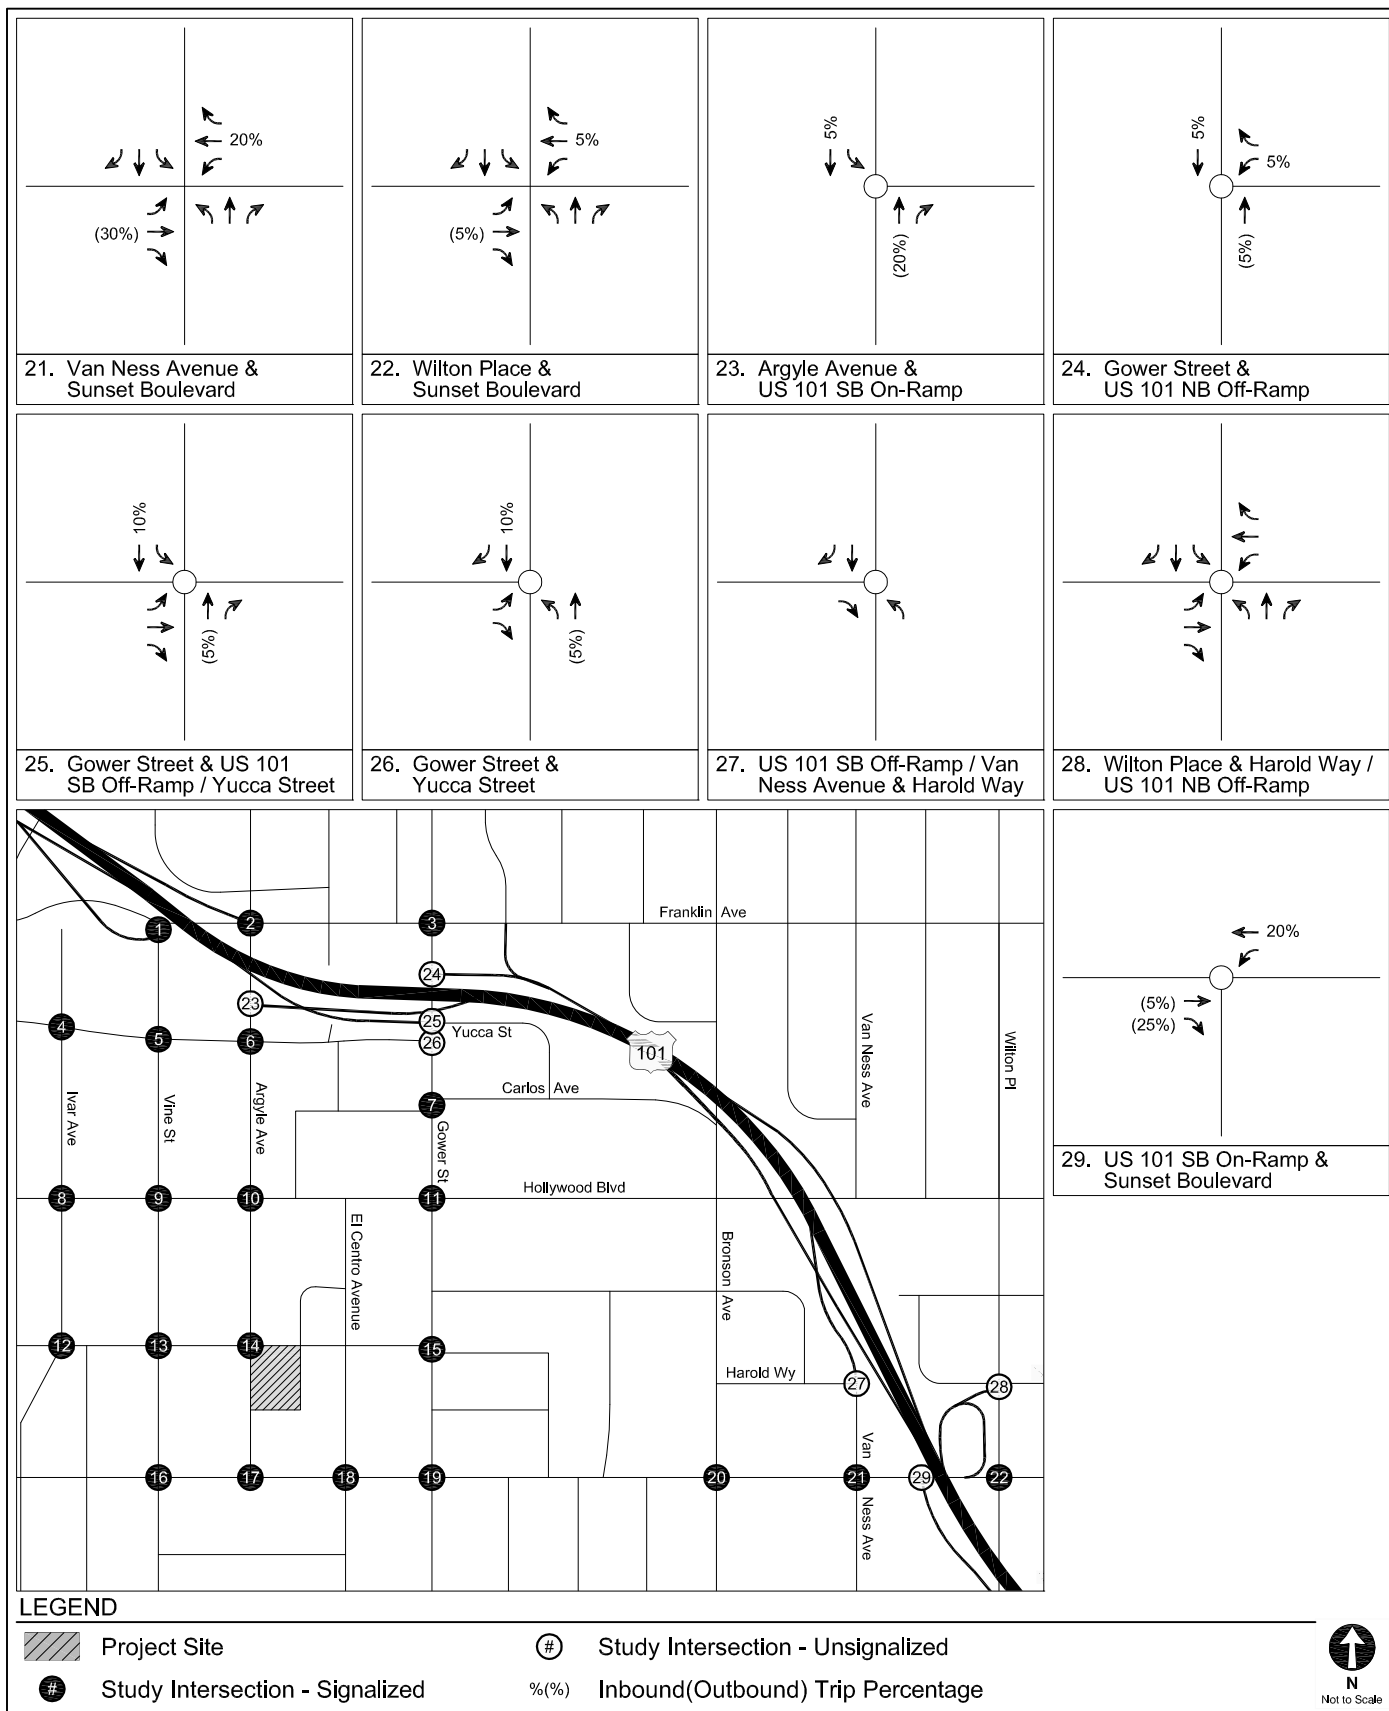 20%
(30%)
21. Van Ness Avenue &
Sunset Boulevard
5%
(5%)
22. Wilton Place &
Sunset Boulevard
5%
(20%)
23. Argyle Avenue &
US 101 SB On-Ramp
5%
5%
(5%)
24. Gower Street &
US 101 NB Off-Ramp
10%
(5%)
25. Gower Street & US 101
SB Off-Ramp / Yucca Street
10%
(5%)
26. Gower Street &
Yucca Street
27. US 101 SB Off-Ramp / Van
Ness Avenue & Harold Way
28. Wilton Place & Harold Way /
US 101 NB Off-Ramp
20%
(5%)
(25%)
29. US 101 SB On-Ramp &
Sunset Boulevard
1
2
3
Franklin Ave
24
23
25
Yucca St
26
4
5
6
101
Van Ness Ave
Wilton Pl
Ivar Ave
Vine St
Argyle Ave
7
Carlos Ave
Gower St
8
9
10
11
Hollywood Blvd
El Centro Avenue
Bronson Ave
12
13
14
15
Harold Wy
27
28
16
17
18
19
20
21
29
22
Van Ness Ave
LEGEND
Project Site
# Study Intersection - Unsignalized
# Study Intersection - Signalized
%(%) Inbound(Outbound) Trip Percentage
N
Not to Scale